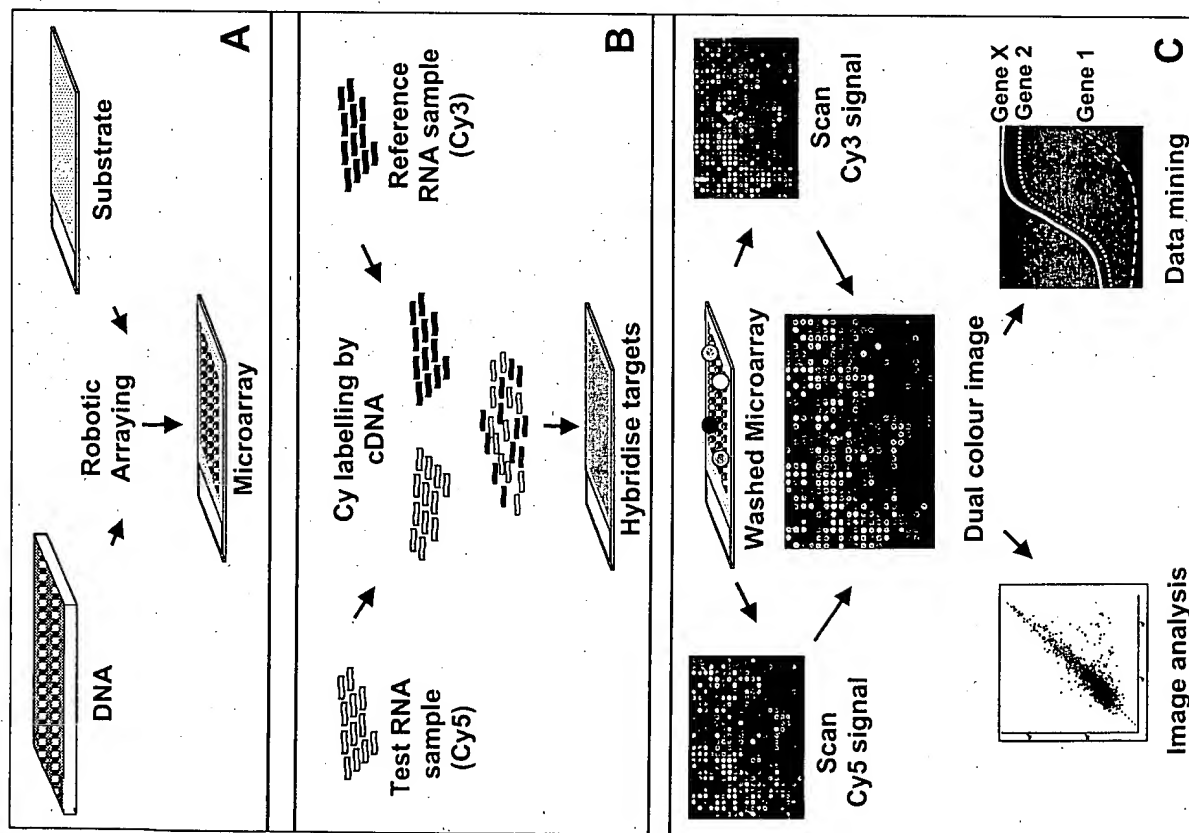 A
DNA
Substrate
Robotic
Arraying
Microarray
B
Test RNA
sample
(Cy5)
Cy labelling by
cDNA
Reference
RNA sample
(Cy3)
Hybridise targets
C
Washed Microarray
Scan
Cy5 signal
Scan
Cy3 signal
Dual colour image
Image analysis
Data mining
Gene X
Gene 2
Gene 1